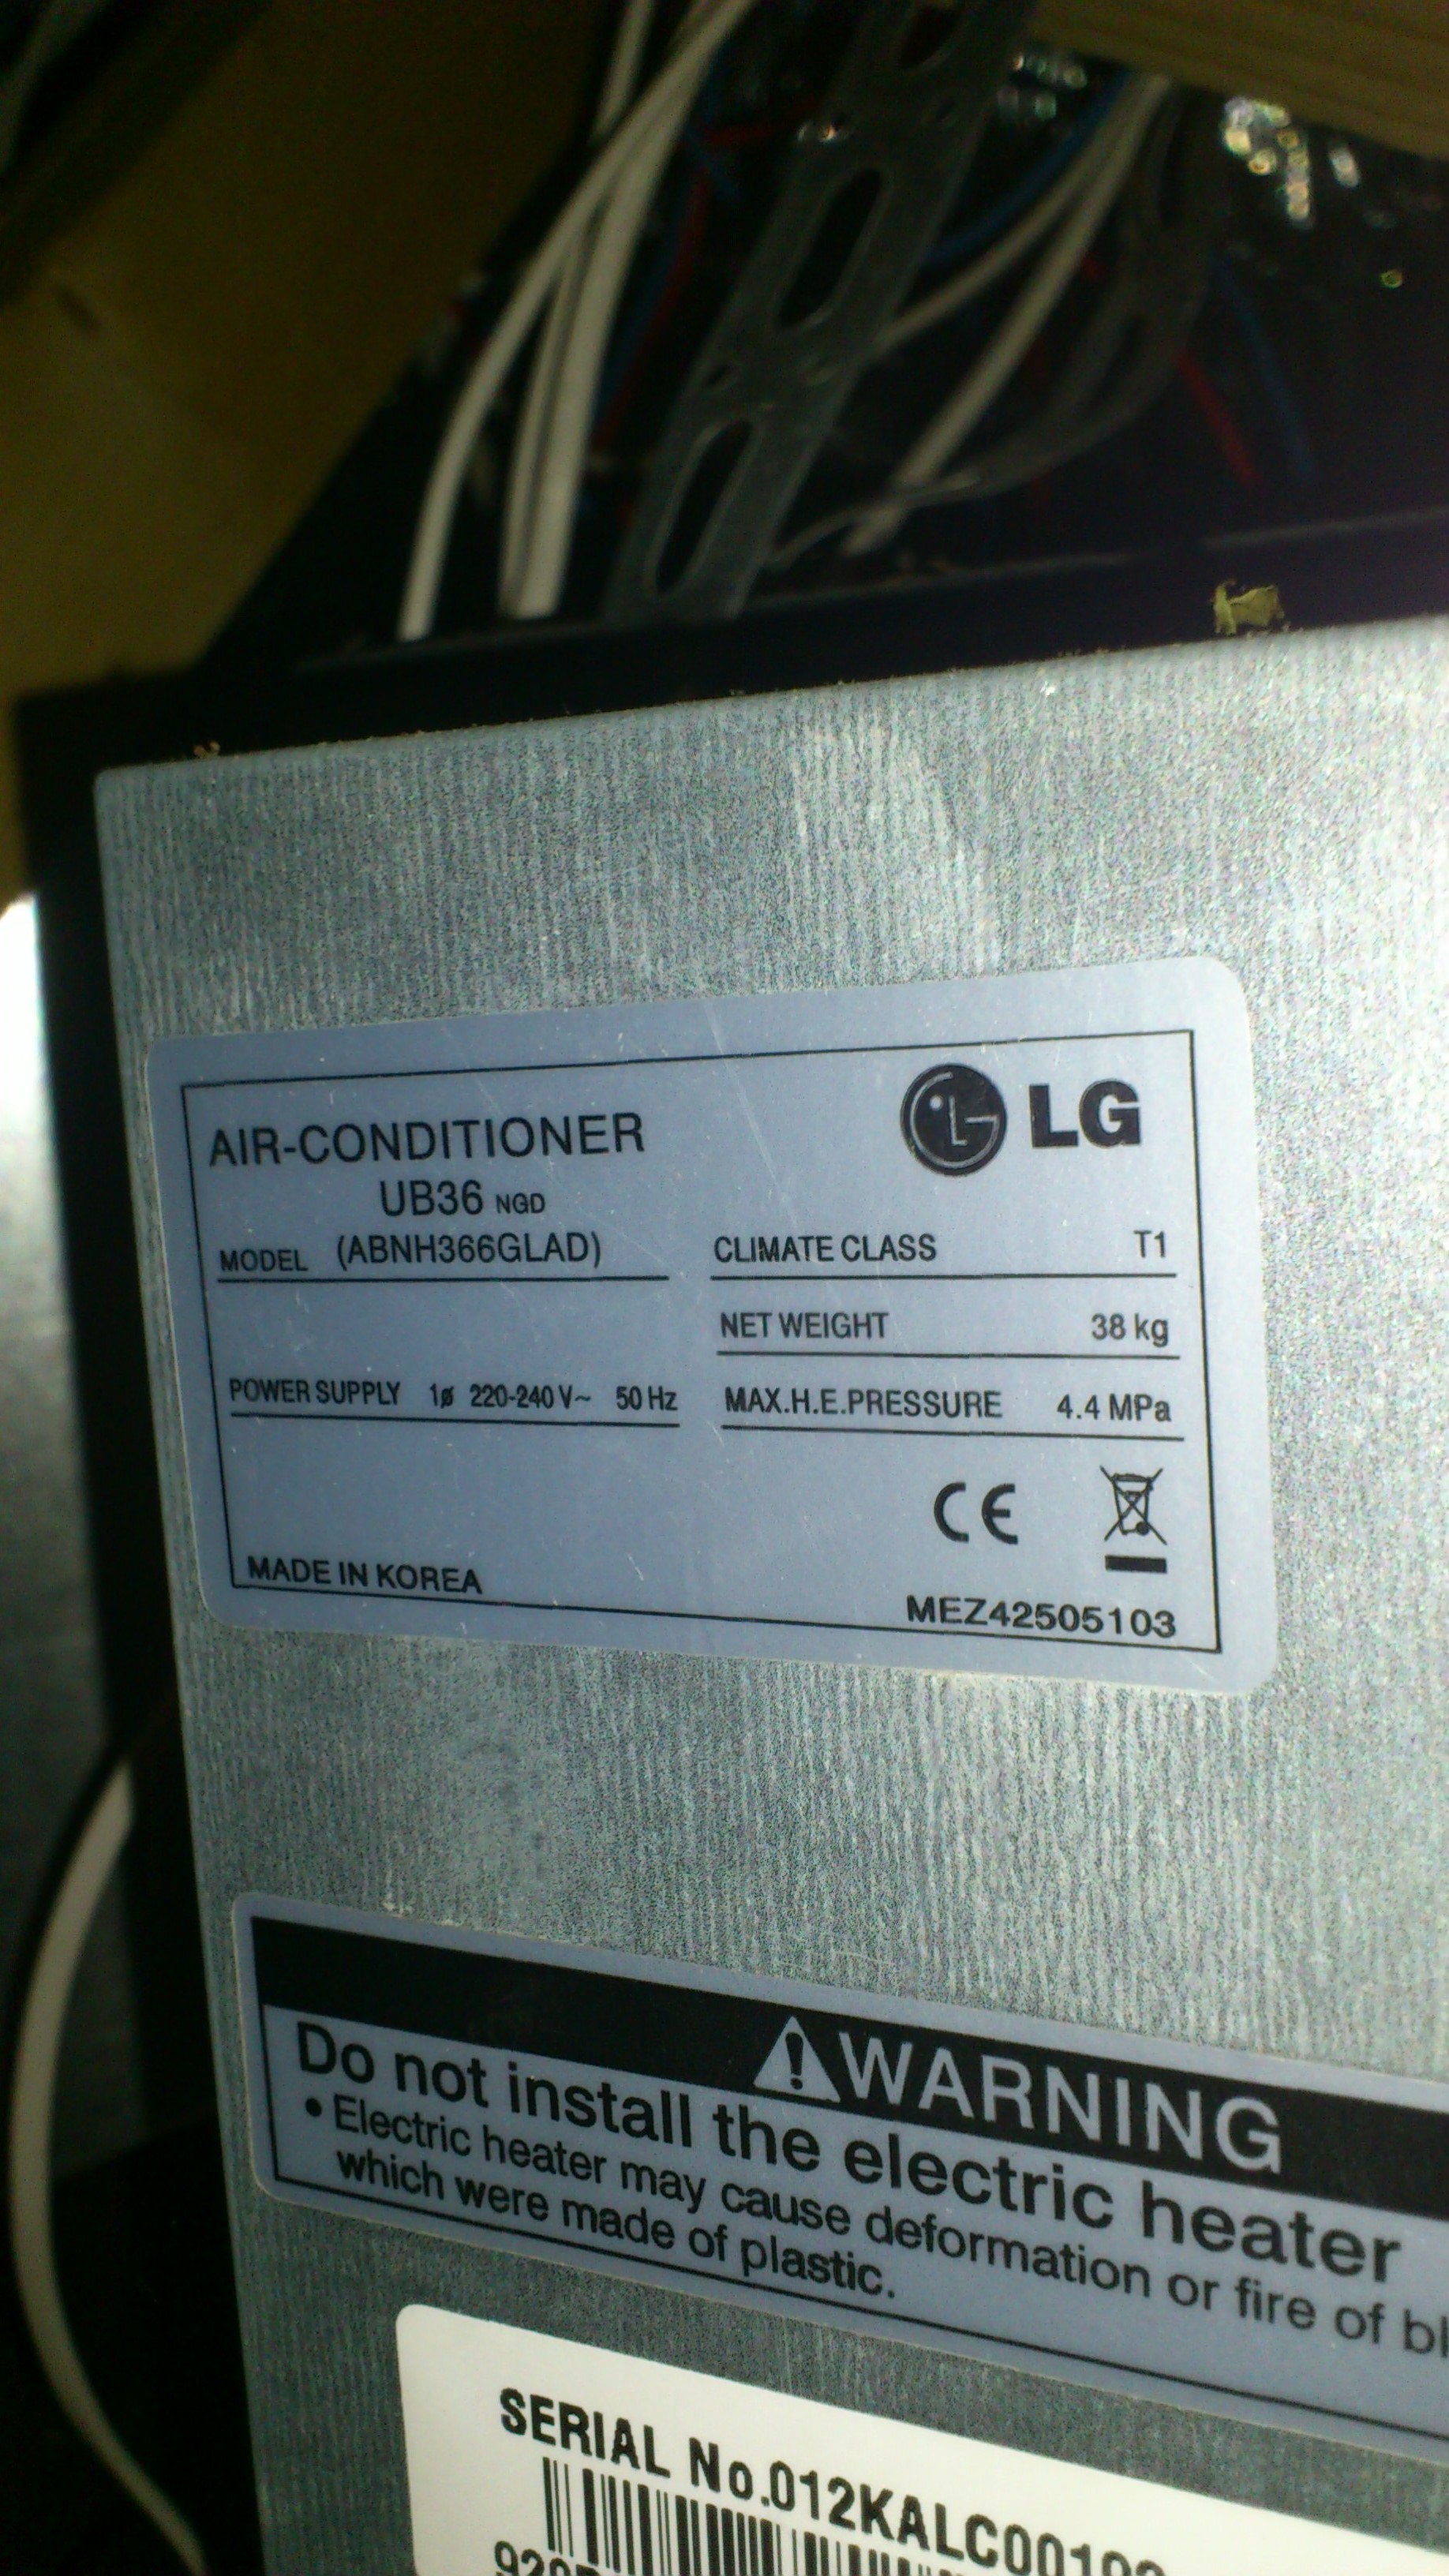 LG
AIR-CONDITIONER
UB36 NGD
MODEL (ABNH366GLAD)
CLIMATE CLASS T1
NET WEIGHT 38 kg
POWER SUPPLY 1ø 220-240 V~ 50 Hz
MAX.H.E.PRESSURE 4.4 MPa
CE
MADE IN KOREA
MEZ42505103
WARNING
Do not install the electric heater
• Electric heater may cause deformation or fire of
which were made of plastic.
SERIAL No.012KALC00